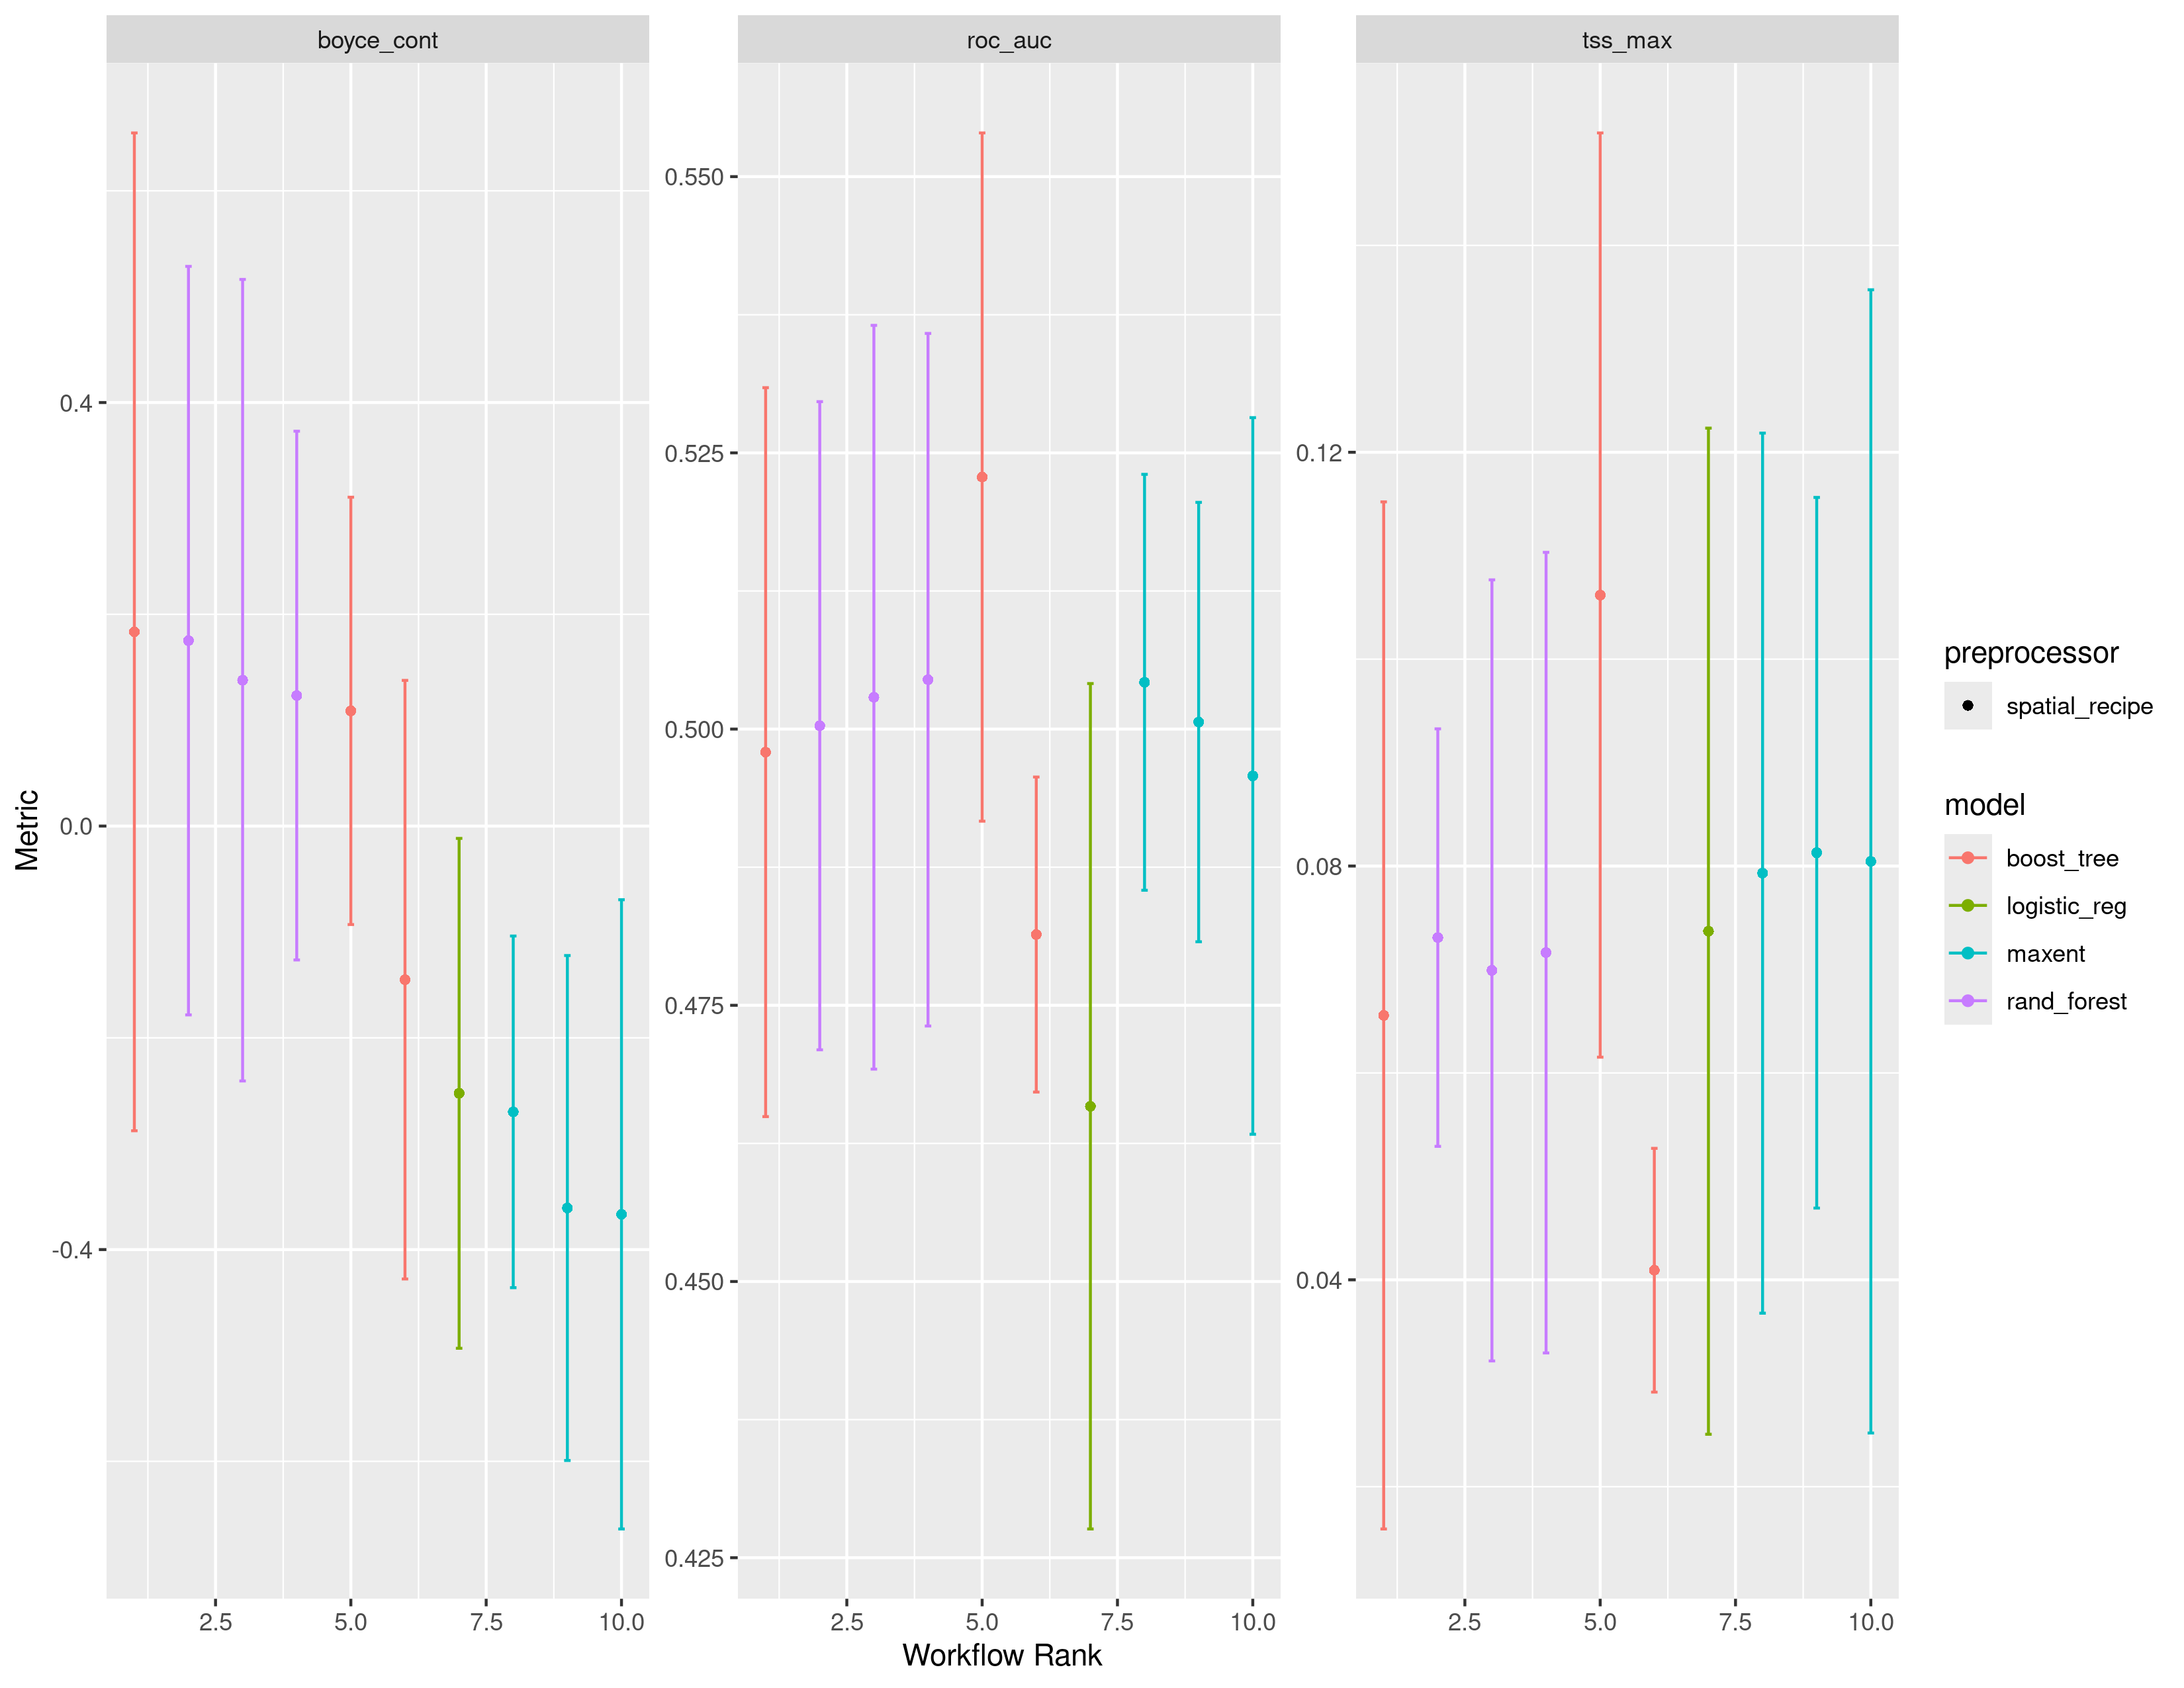 boyce_cont
roc_auc
tss_max
Metric
0.4
0.0
-0.4
2.5
5.0
7.5
10.0
0.550
0.525
0.500
0.475
0.450
0.425
2.5
5.0
7.5
10.0
0.12
0.08
0.04
2.5
5.0
7.5
10.0
Workflow Rank
preprocessor
spatial_recipe
model
boost_tree
logistic_reg
maxent
rand_forest